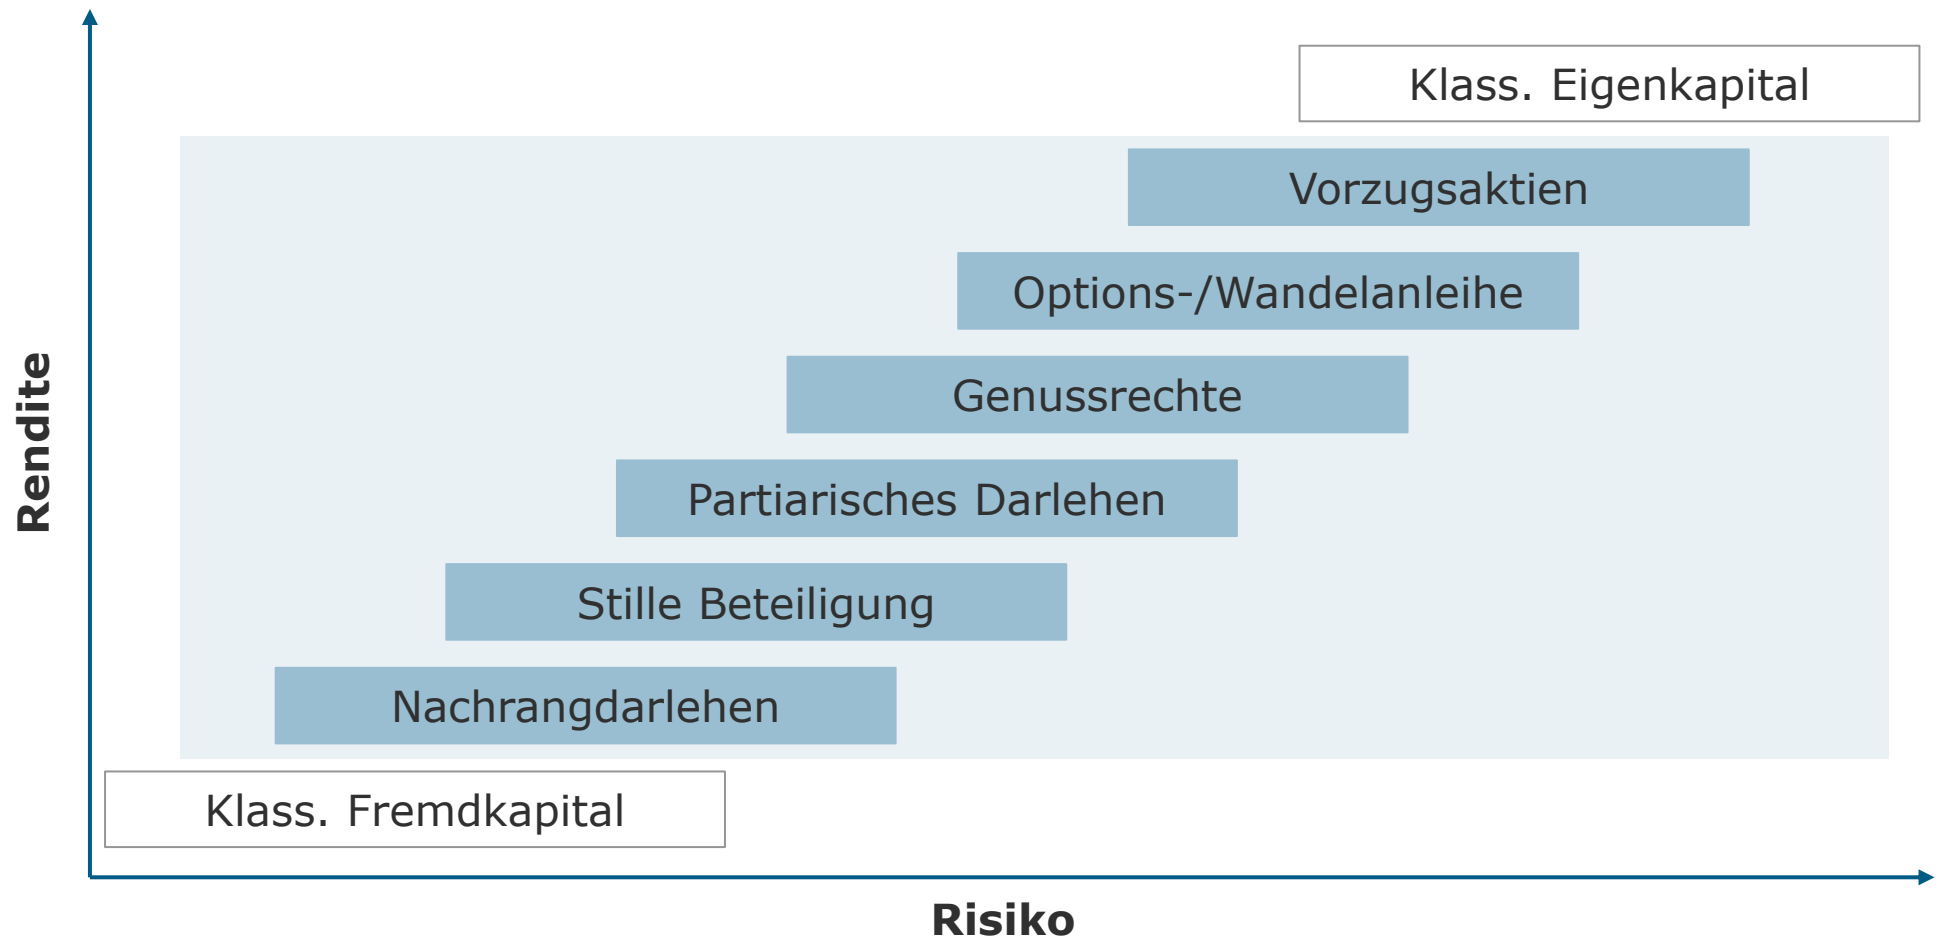 Klass. Eigenkapital
Vorzugsaktien
Options-/Wandelanleihe
Genussrechte
Partiarisches Darlehen
Stille Beteiligung
Nachrangdarlehen
Klass. Fremdkapital
Rendite
Risiko